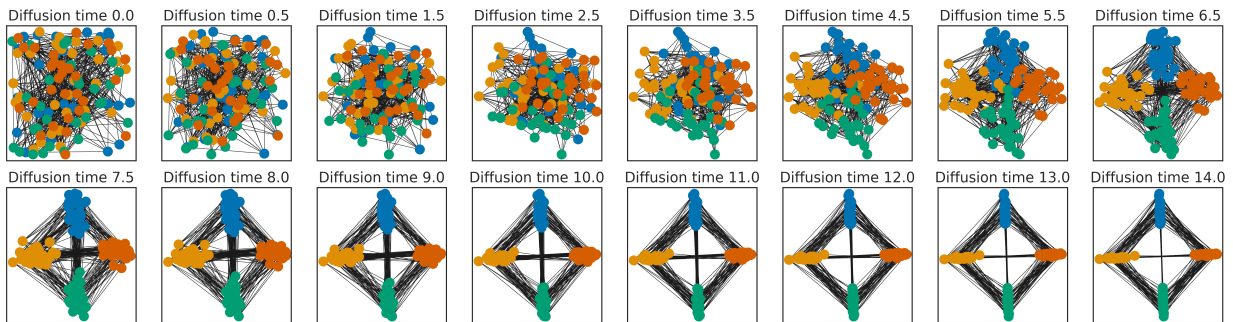 Diffusion time 0.0
Diffusion time 0.5
Diffusion time 1.5
Diffusion time 2.5
Diffusion time 3.5
Diffusion time 4.5
Diffusion time 5.5
Diffusion time 6.5
Diffusion time 7.5
Diffusion time 8.0
Diffusion time 9.0
Diffusion time 10.0
Diffusion time 11.0
Diffusion time 12.0
Diffusion time 13.0
Diffusion time 14.0